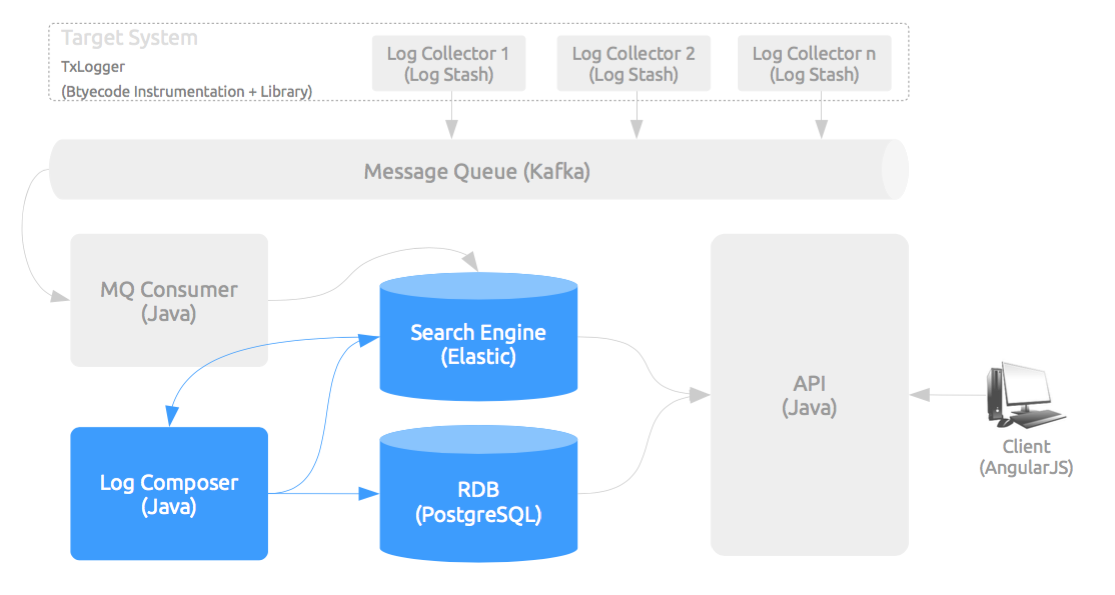 Target System
TxLogger
(Btyecode Instrumentation + Library)
Log Collector 1
(Log Stash)
Log Collector 2
(Log Stash)
Log Collector n
(Log Stash)
Message Queue (Kafka)
MQ Consumer
(Java)
Search Engine
(Elastic)
API
(Java)
Client
(AngularJS)
Log Composer
(Java)
RDB
(PostgreSQL)